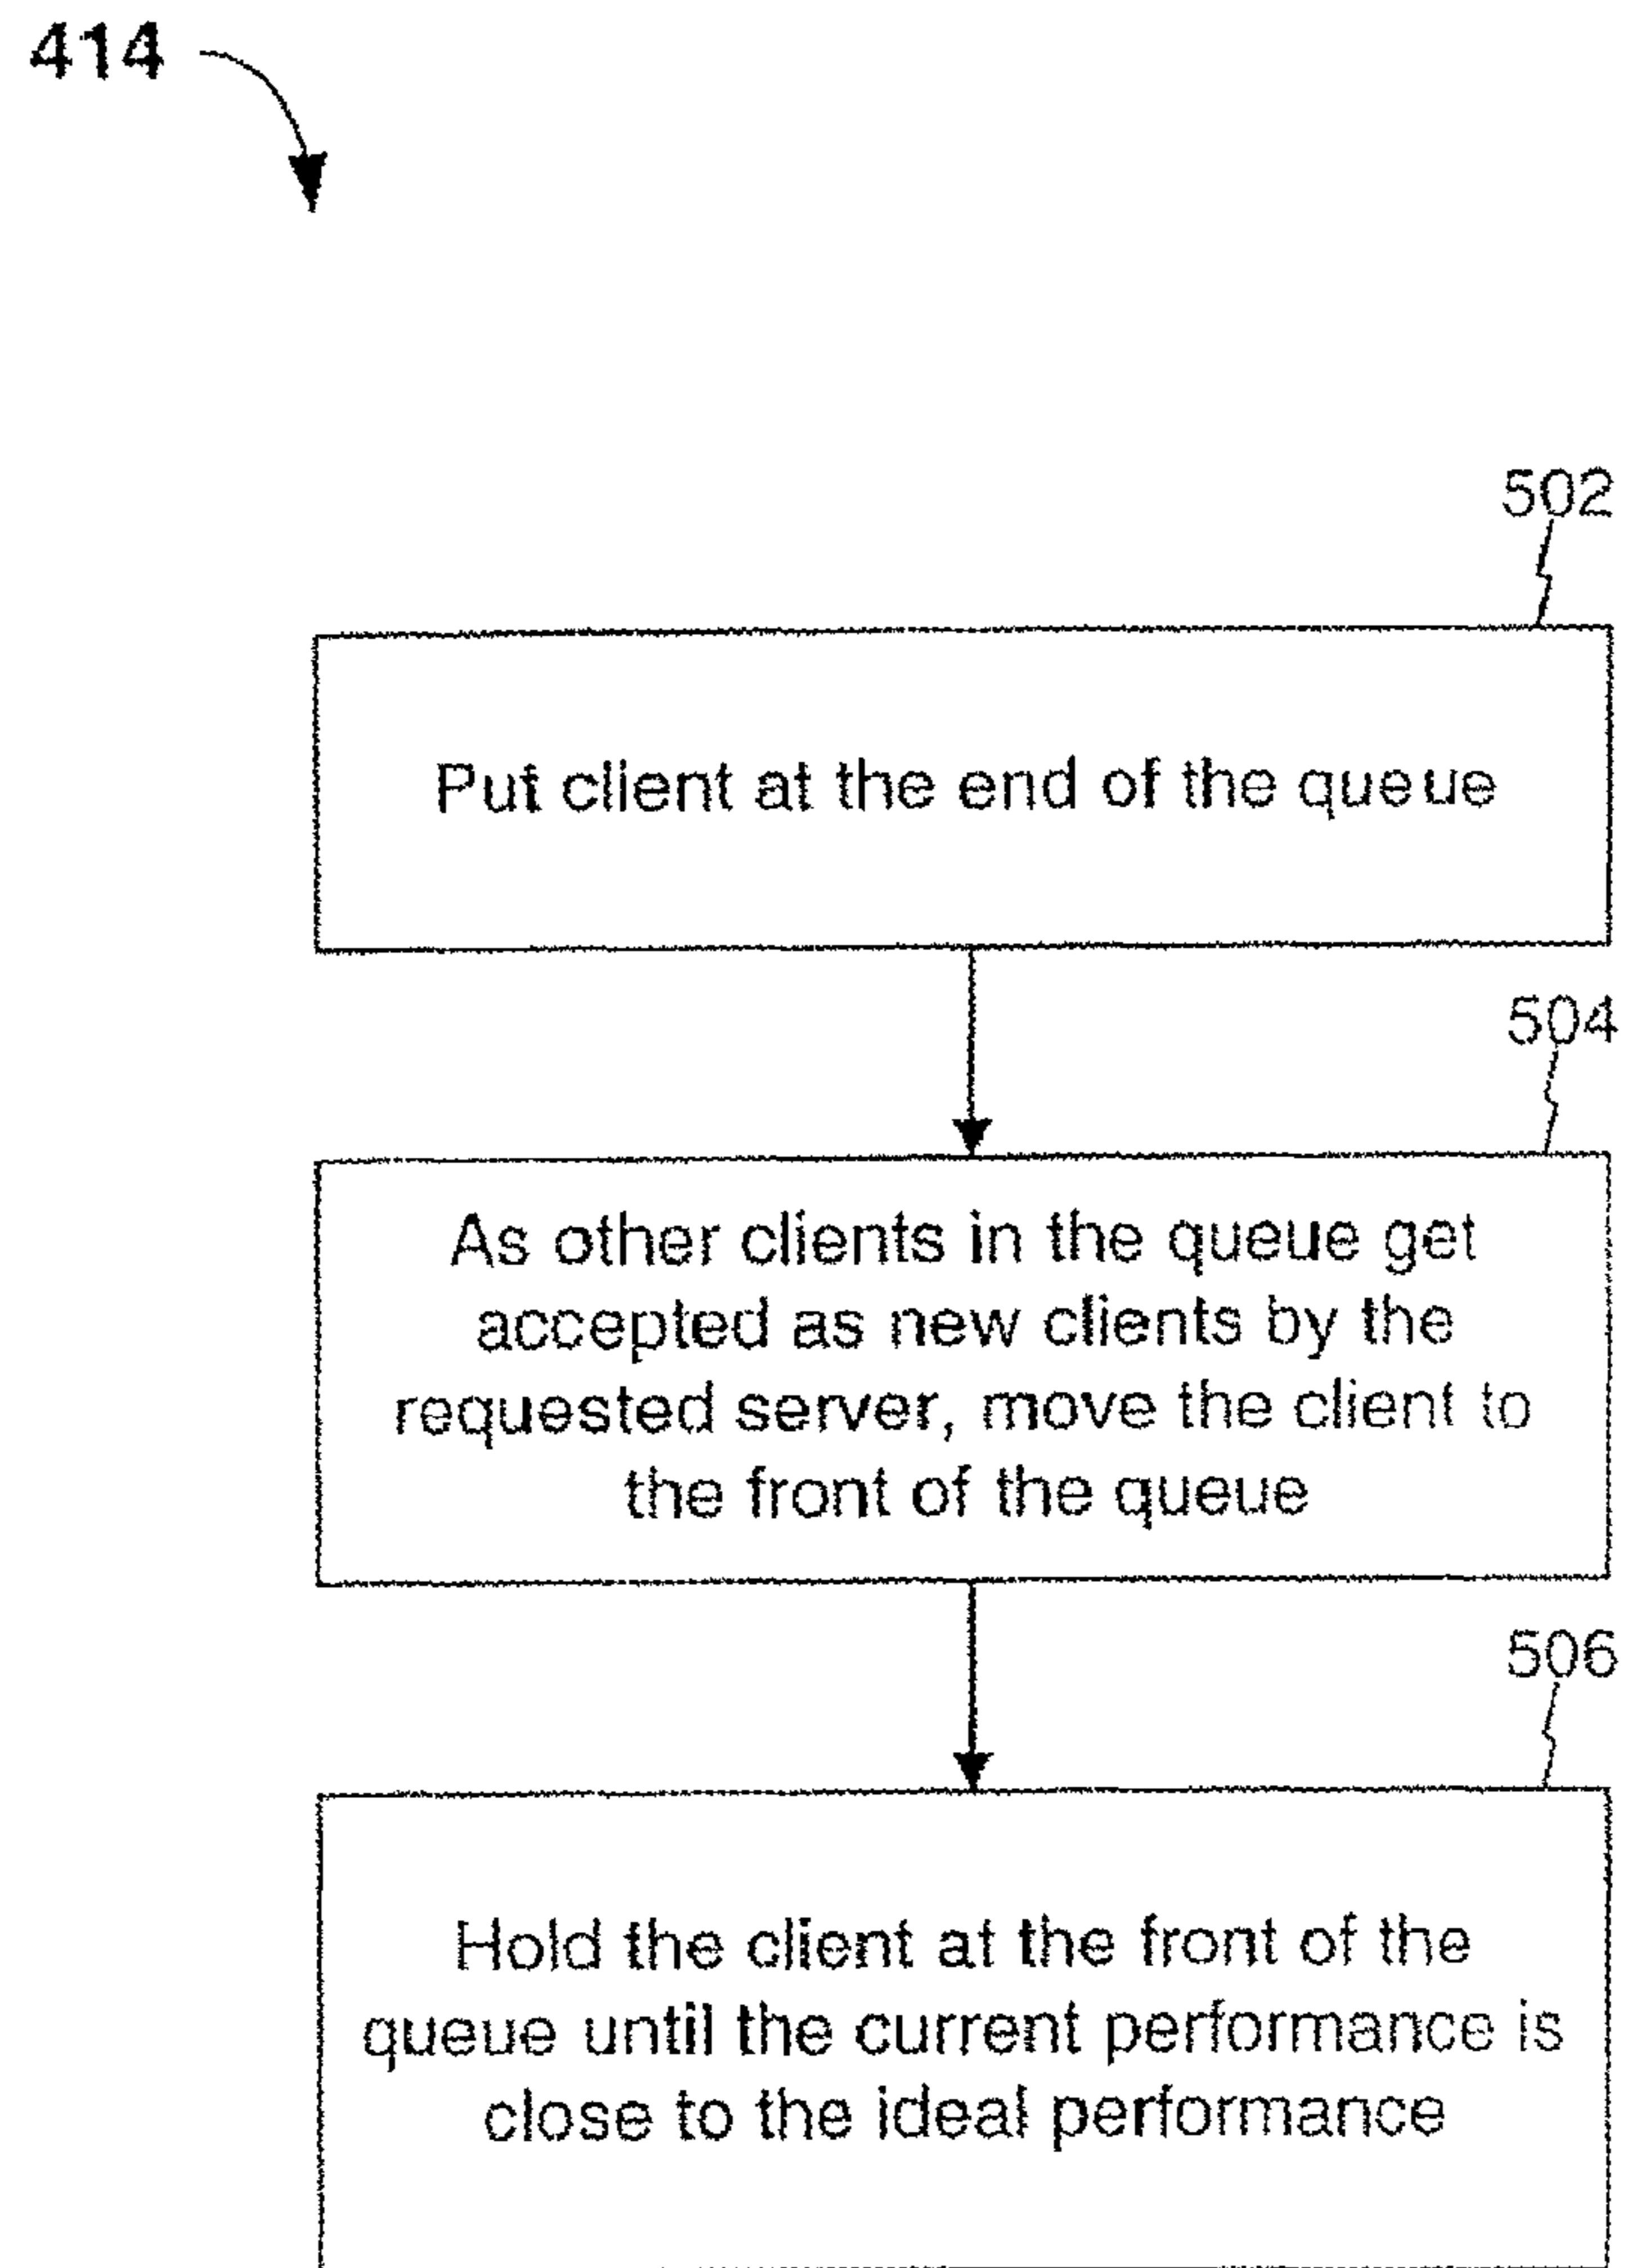 414
502
Put client at the end of the queue
504
As other clients in the queue get
accepted as new clients by the
requested server, move the client to
the front of the queue
506
Hold the client at the front of the
queue until the current performance is
close to the ideal performance